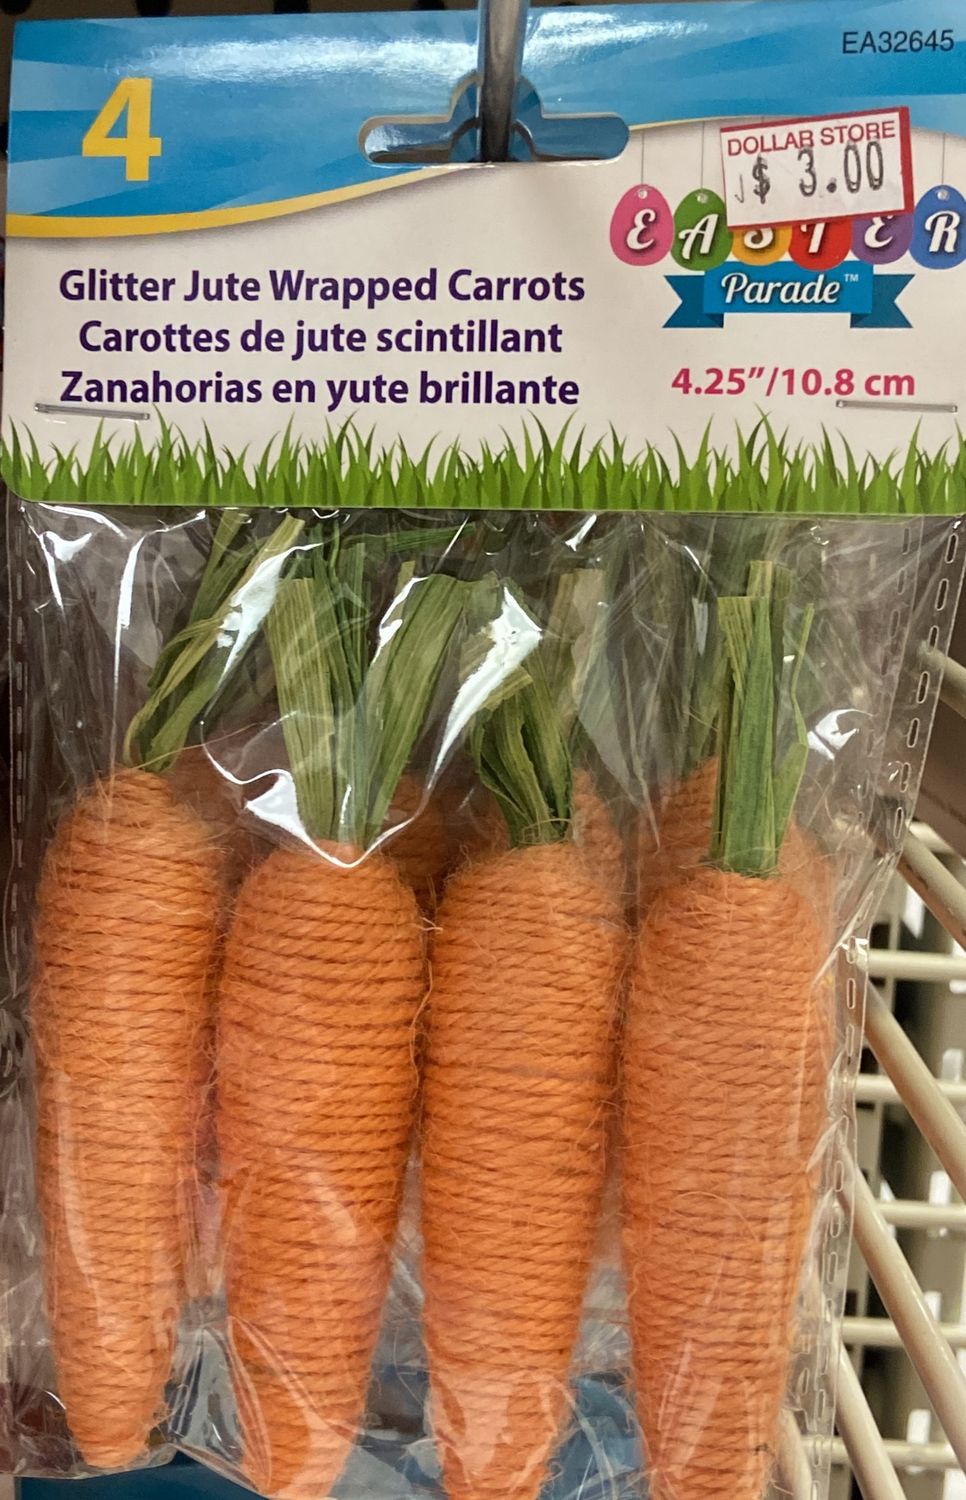 EA32645
4
DOLLAR STORE
$ 3.00
EASTER
Parade™
Glitter Jute Wrapped Carrots
Carottes de jute scintillant
Zanahorias en yute brillante
4.25"/10.8 cm